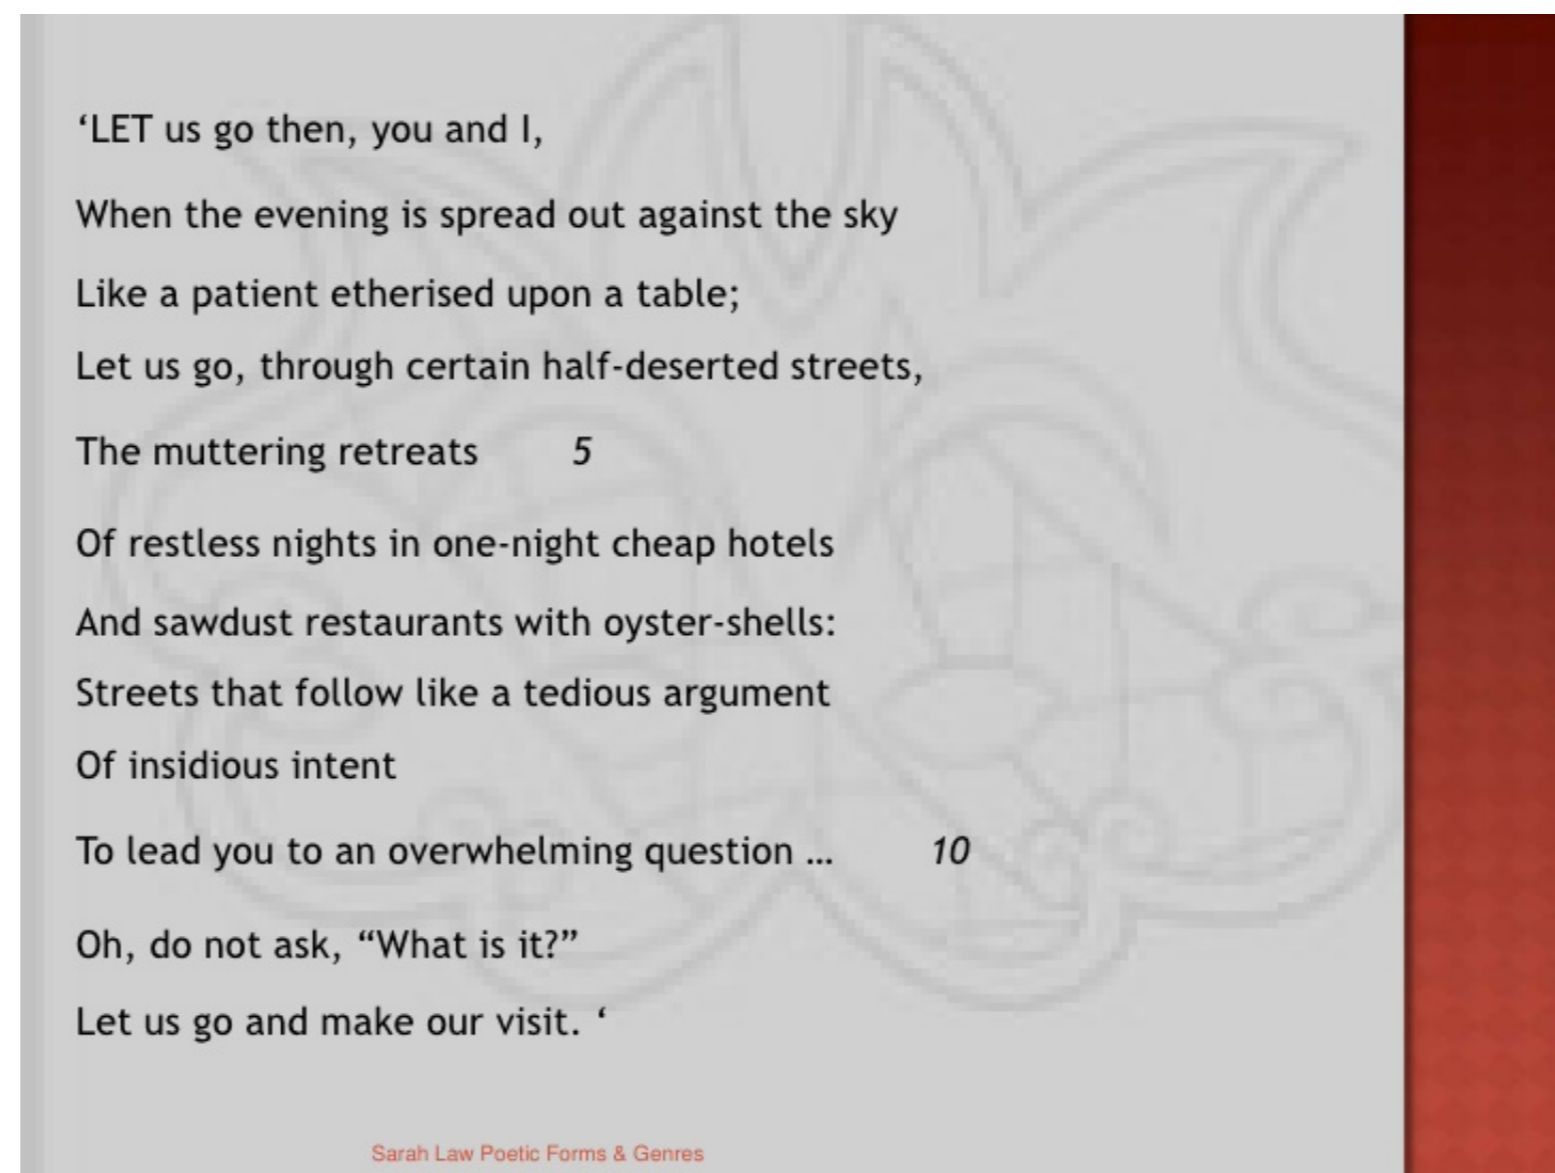 ‘LET us go then, you and I,
When the evening is spread out against the sky
Like a patient etherised upon a table;
Let us go, through certain half-deserted streets,
The muttering retreats 5
Of restless nights in one-night cheap hotels
And sawdust restaurants with oyster-shells:
Streets that follow like a tedious argument
Of insidious intent
To lead you to an overwhelming question … 10
Oh, do not ask, “What is it?”
Let us go and make our visit. ‘
Sarah Law Poetic Forms & Genres